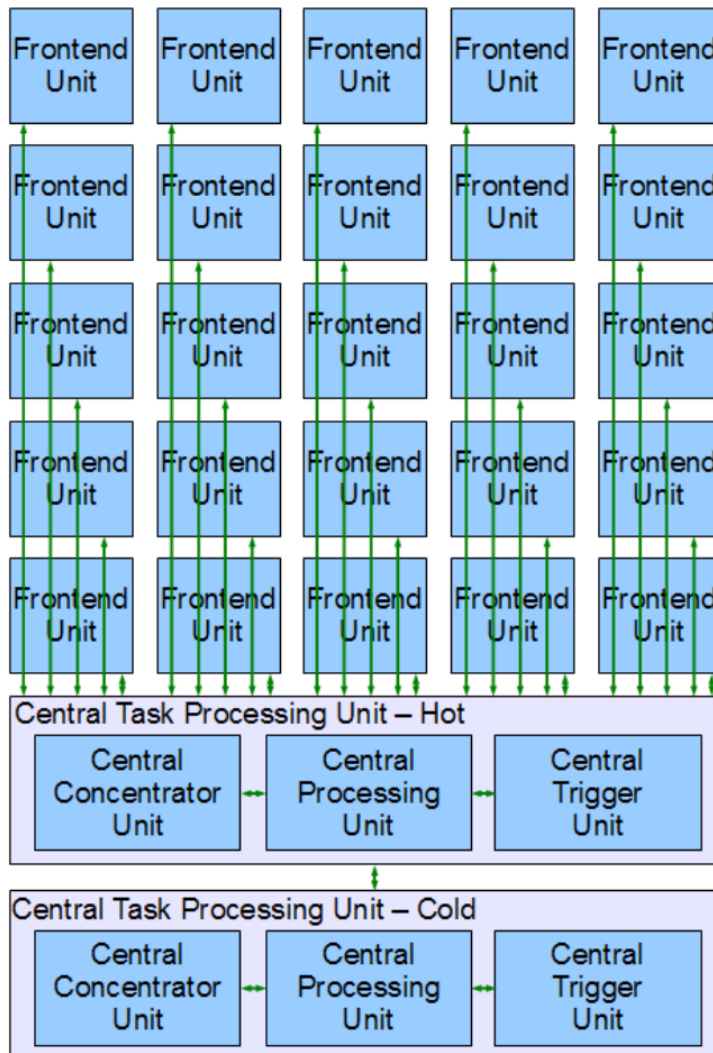 Frontend Frontend Frontend Frontend Frontend
Unit Unit Unit Unit Unit
Frontend Frontend Frontend Frontend Frontend
Unit Unit Unit Unit Unit
Frontend Frontend Frontend Frontend Frontend
Unit Unit Unit Unit Unit
Frontend Frontend Frontend Frontend Frontend
Unit Unit Unit Unit Unit
Frontend Frontend Frontend Frontend Frontend
Unit Unit Unit Unit Unit
Central Task Processing Unit – Hot
Central Central Central
Concentrator Processing Trigger
Unit Unit Unit
Central Task Processing Unit – Cold
Central Central Central
Concentrator Processing Trigger
Unit Unit Unit